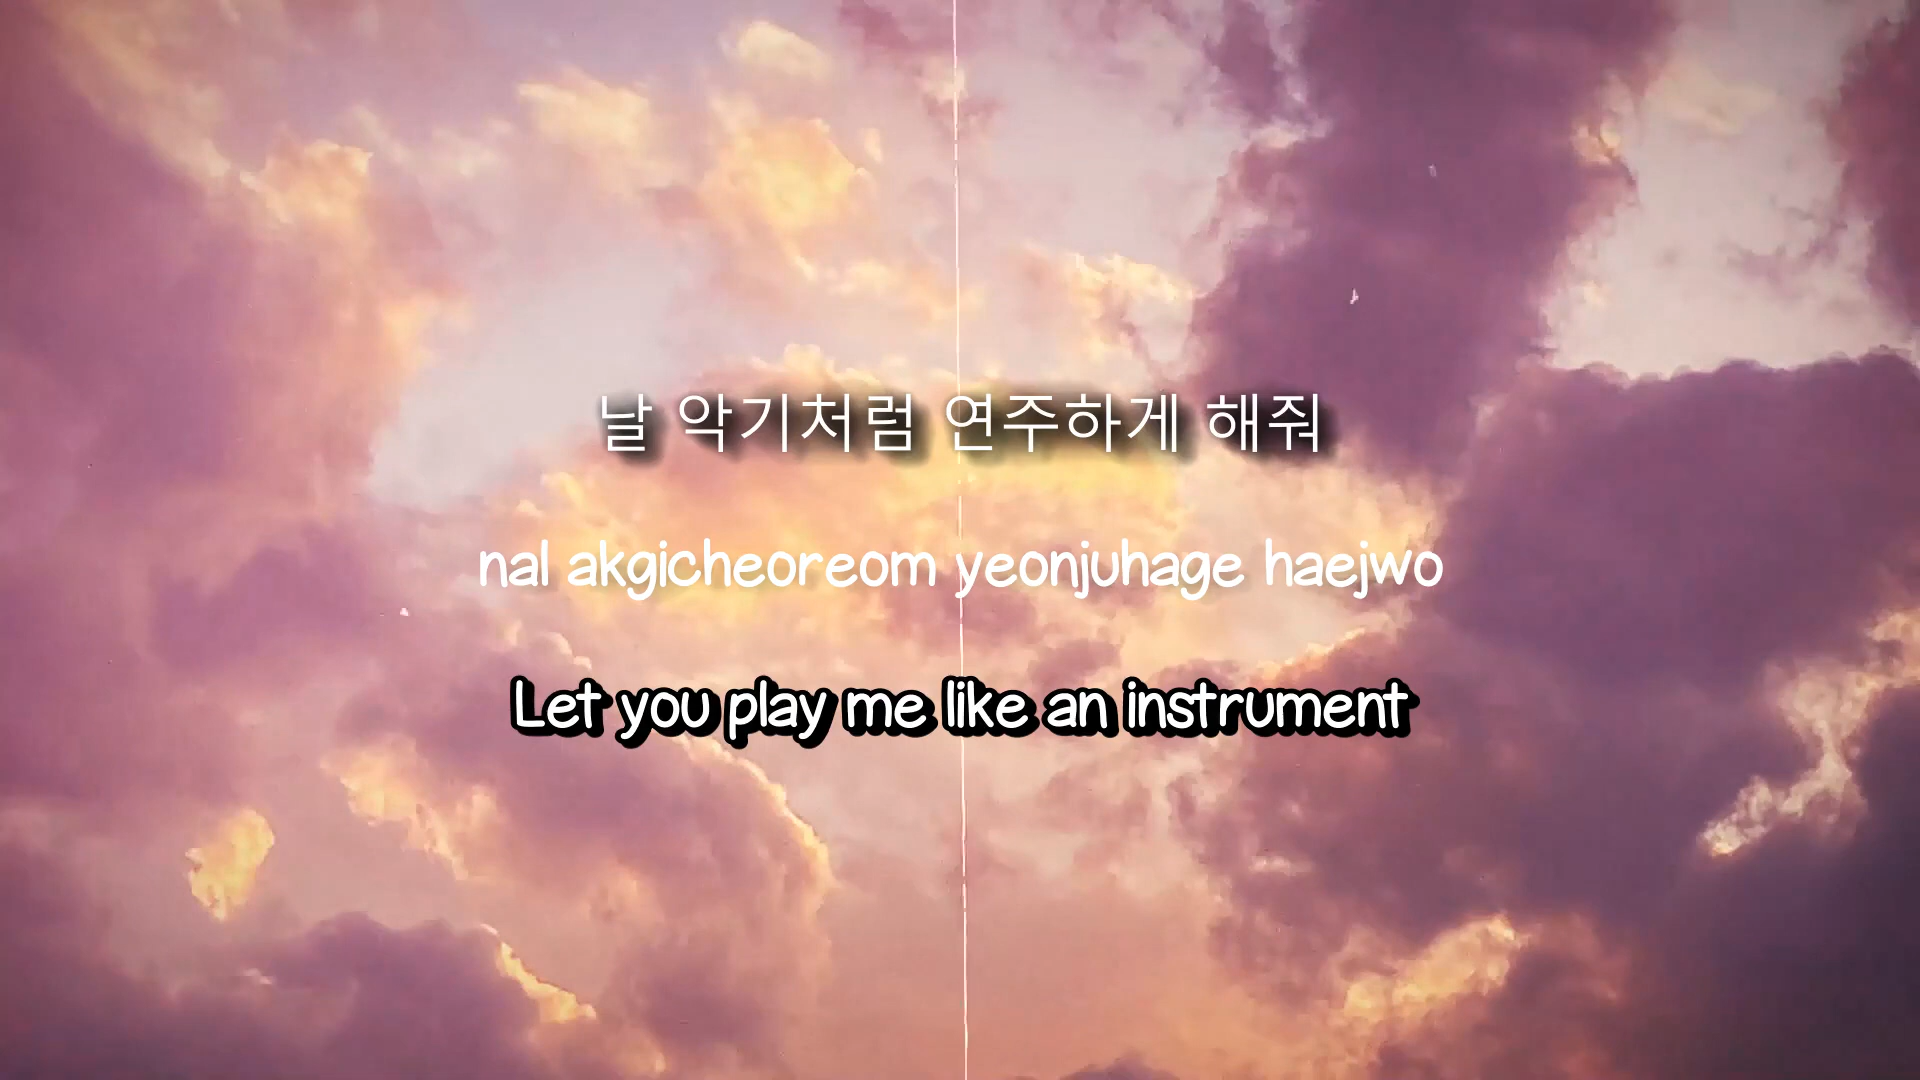 날 악기처럼 연주하게 해줘
nal akgicheoreom yeonjuhage haejwo
Let you play me like an instrument